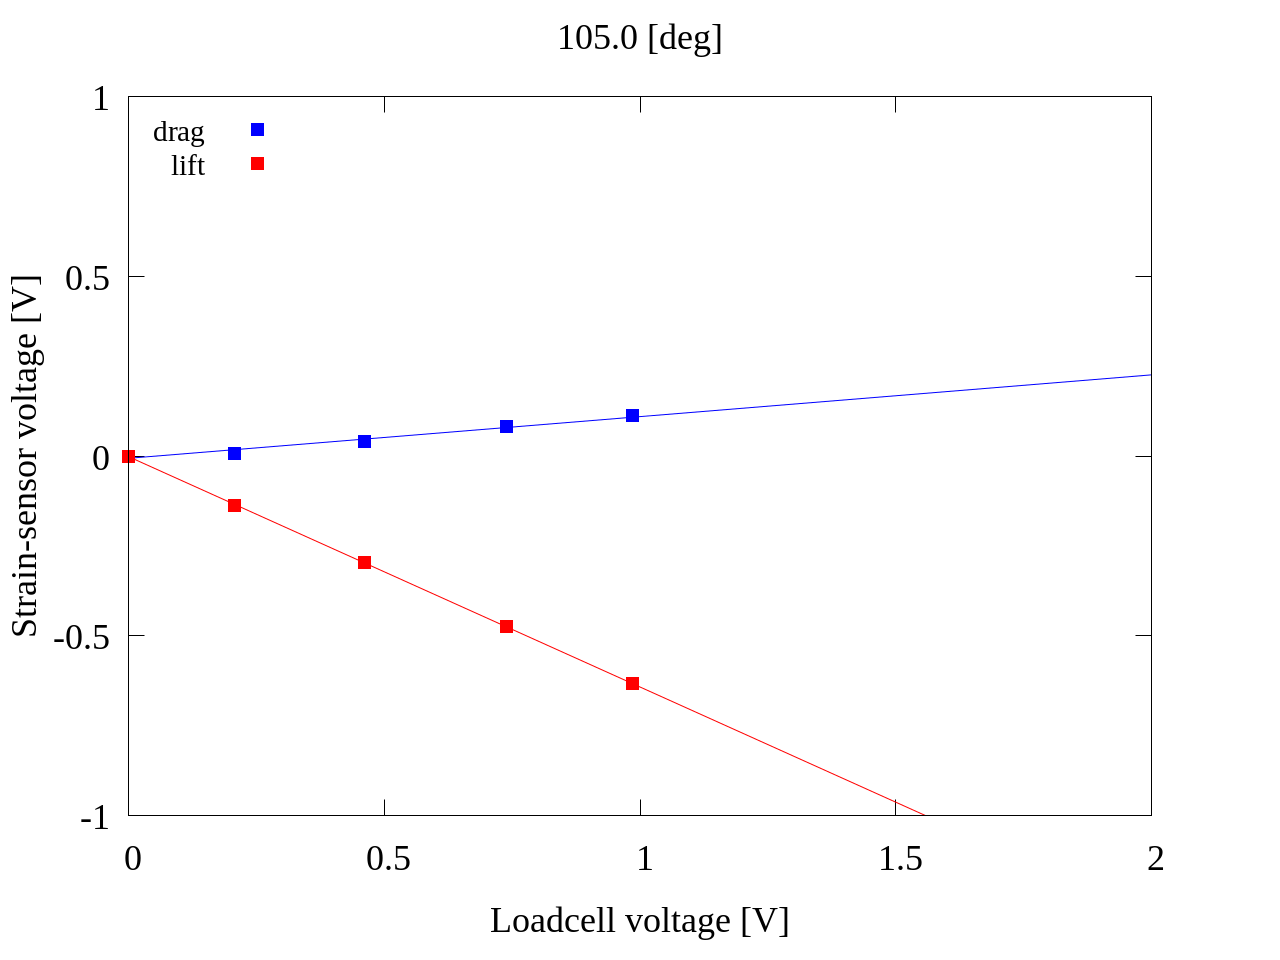 105.0 [deg]
drag
lift
1
0.5
0
-0.5
-1
Strain-sensor voltage [V]
0 0.5 1 1.5 2
Loadcell voltage [V]